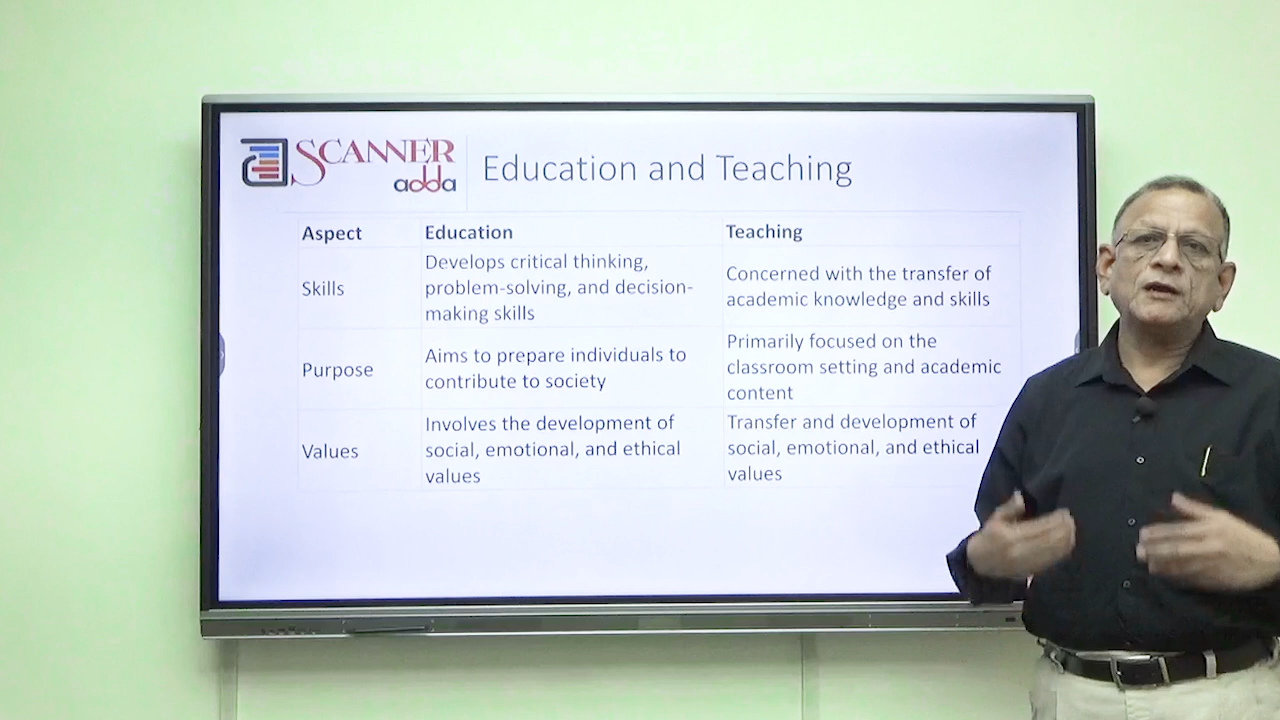 SCANNER
adda
Education and Teaching
Aspect
Education
Teaching
Skills
Develops critical thinking,
problem-solving, and decision-
making skills
Concerned with the transfer of
academic knowledge and skills
Purpose
Aims to prepare individuals to
contribute to society
Primarily focused on the
classroom setting and academic
content
Values
Involves the development of
social, emotional, and ethical
values
Transfer and development of
social, emotional, and ethical
values